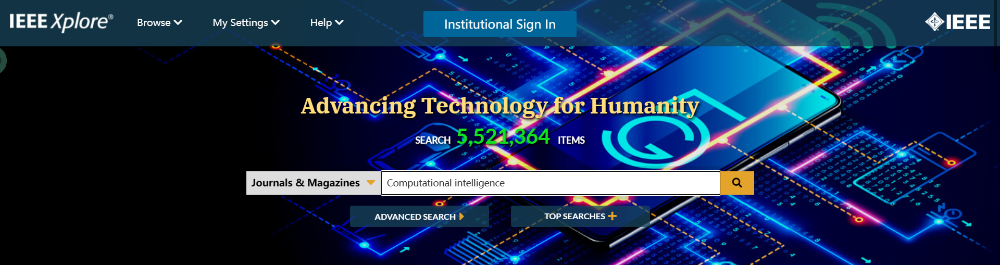 IEEE Xplore®
Browse
My Settings
Help
Institutional Sign In
IEEE
Advancing Technology for Humanity
SEARCH 5,521,364 ITEMS
Journals & Magazines
Computational intelligence
ADVANCED SEARCH
TOP SEARCHES